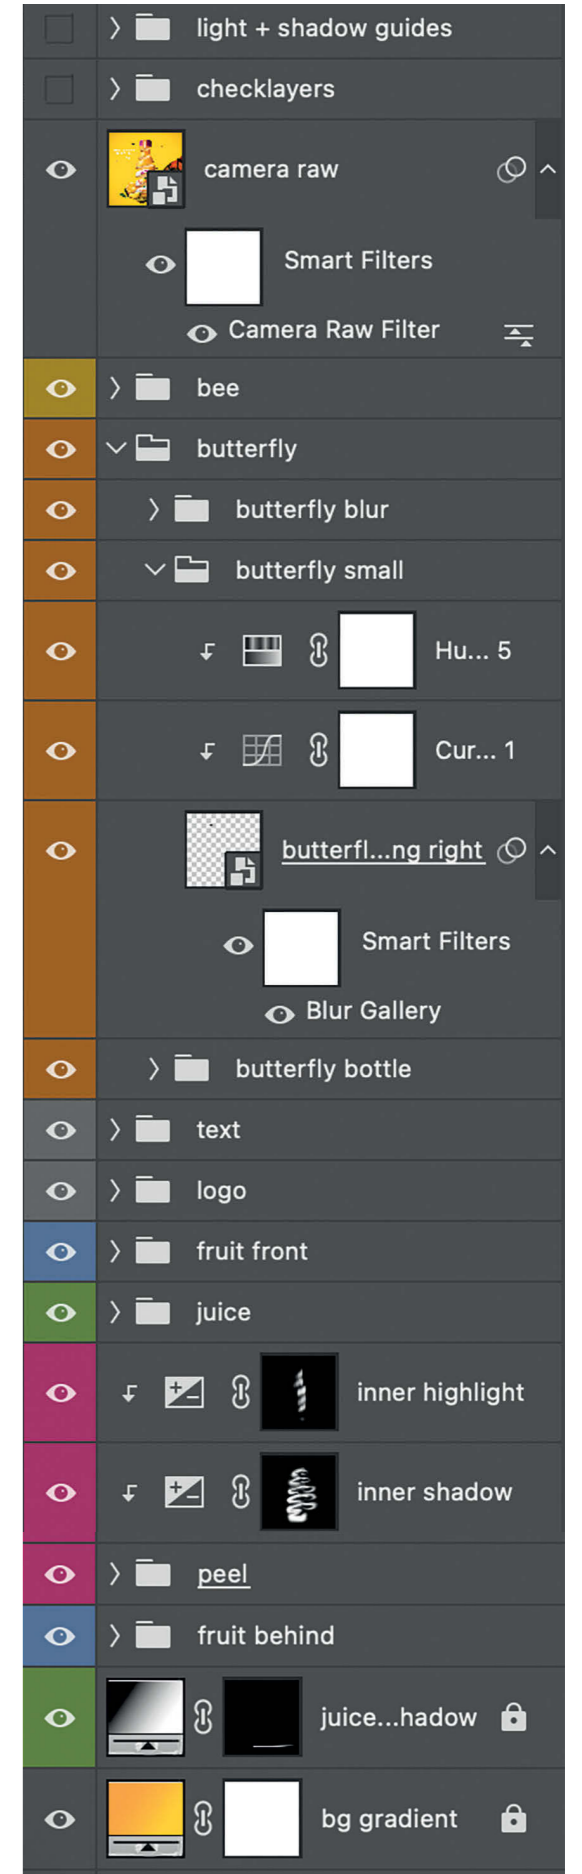 light + shadow guides
checklayers
camera raw
Smart Filters
Camera Raw Filter
bee
butterfly
butterfly blur
butterfly small
Hu... 5
Cur... 1
butterfl...ng right
Smart Filters
Blur Gallery
butterfly bottle
text
logo
fruit front
juice
inner highlight
inner shadow
peel
fruit behind
juice...hadow
bg gradient